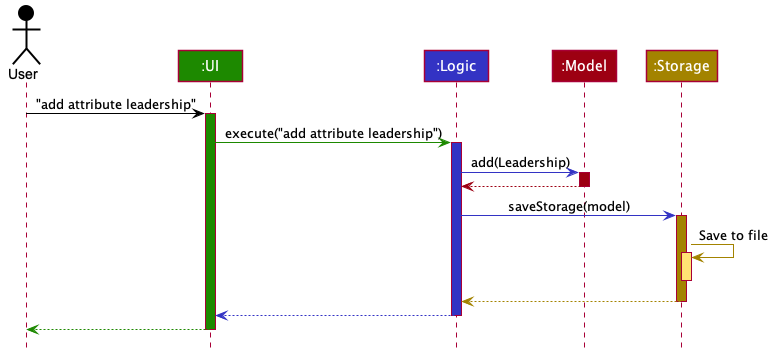 User
:UI
:Logic
:Model
:Storage
"add attribute leadership"
execute("add attribute leadership")
add(Leadership)
saveStorage(model)
Save to file